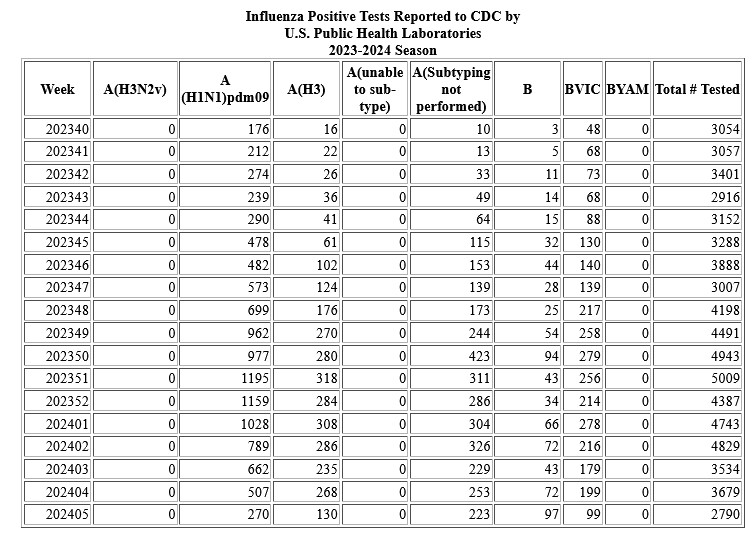 Influenza Positive Tests Reported to CDC by
U.S. Public Health Laboratories
2023-2024 Season
Week A(H3N2v) A (H1N1)pdm09 A(H3) A(unable to sub-type) A(Subtyping not performed) B BVIC BYAM Total # Tested
202340 0 176 16 0 10 3 48 0 3054
202341 0 212 22 0 13 5 68 0 3057
202342 0 274 26 0 33 11 73 0 3401
202343 0 239 36 0 49 14 68 0 2916
202344 0 290 41 0 64 15 88 0 3152
202345 0 478 61 0 115 32 130 0 3288
202346 0 482 102 0 153 44 140 0 3888
202347 0 573 124 0 139 28 139 0 3007
202348 0 699 176 0 173 25 217 0 4198
202349 0 962 270 0 244 54 258 0 4491
202350 0 977 280 0 423 94 279 0 4943
202351 0 1195 318 0 311 43 256 0 5009
202352 0 1159 284 0 286 34 214 0 4387
202401 0 1028 308 0 304 66 278 0 4743
202402 0 789 286 0 326 72 216 0 4829
202403 0 662 235 0 229 43 179 0 3534
202404 0 507 268 0 253 72 199 0 3679
202405 0 270 130 0 223 97 99 0 2790